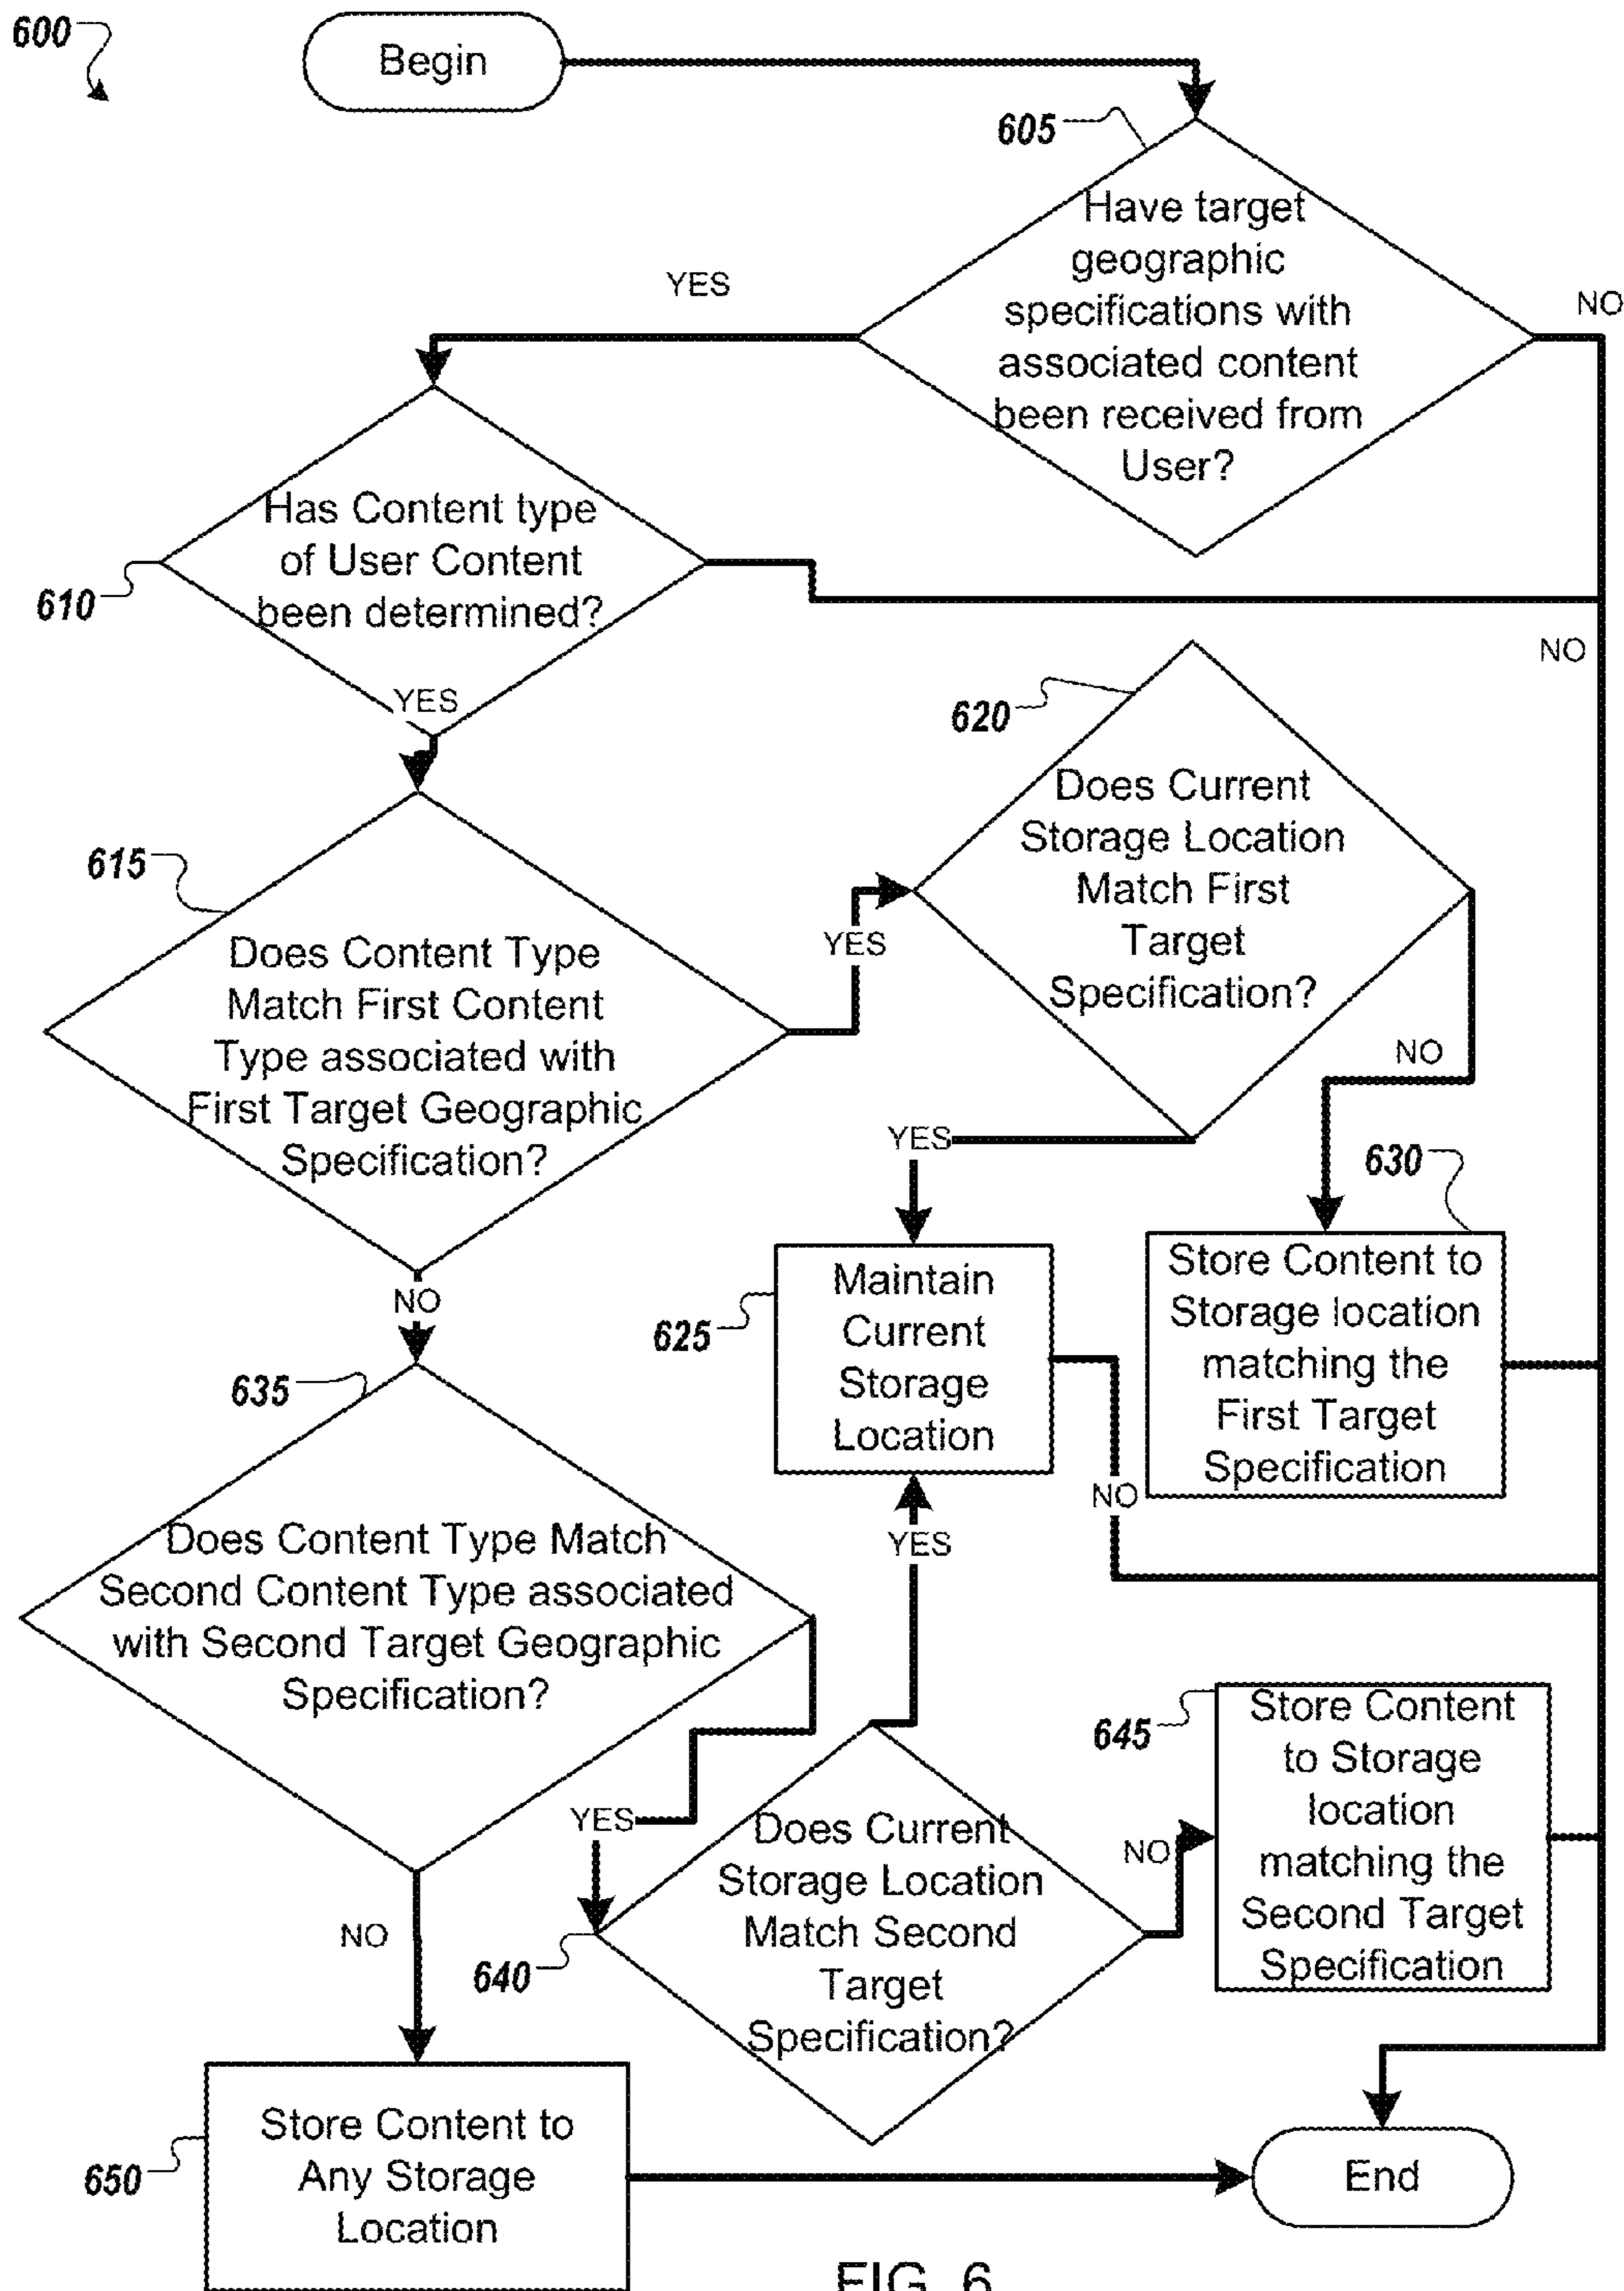 600
Begin
605
Have target
geographic
specifications with
associated content
been received from
User?
YES
NO
Has Content type
of User Content
been determined?
610
NO
YES
620
Does Current
Storage Location
Match First
Target
Specification?
615
Does Content Type
Match First Content
Type associated with
First Target Geographic
Specification?
YES
NO
YES
630
Store Content to
Storage location
matching the
First Target
Specification
625
Maintain
Current
Storage
Location
NO
NO
635
Does Content Type Match
Second Content Type associated
with Second Target Geographic
Specification?
YES
YES
640
Does Current
Storage Location
Match Second
Target
Specification?
NO
645
Store Content
to Storage
location
matching the
Second Target
Specification
NO
650
Store Content to
Any Storage
Location
End
FIG. 6